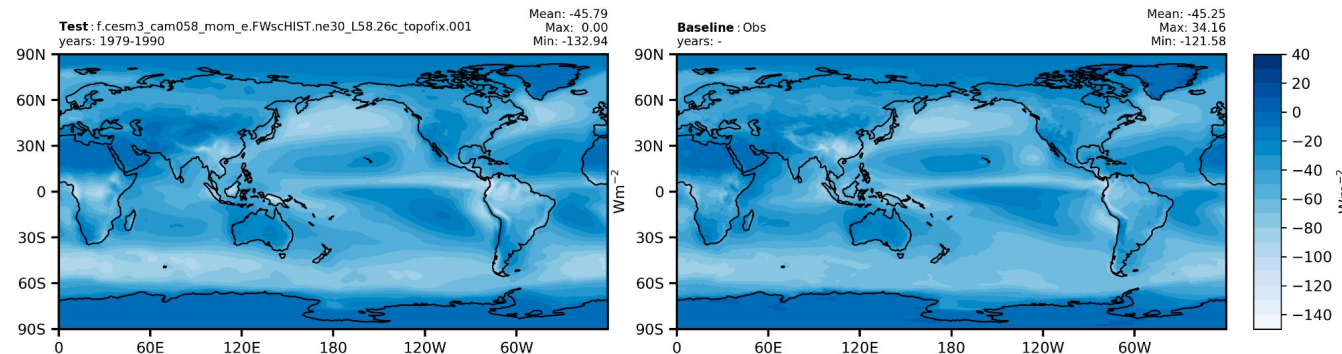 Test : f.cesm3_cam058_mom_e.FWscHIST.ne30_L58.26c_topofix.001
years: 1979-1990
Mean: -45.79
Max: 0.00
Min: -132.94
90N
60N
30N
0
30S
60S
90S
0
60E
120E
180
120W
60W
Wm⁻²
Baseline : Obs
years: -
Mean: -45.25
Max: 34.16
Min: -121.58
90N
60N
30N
0
30S
60S
90S
0
60E
120E
180
120W
60W
40
20
-0
−20
−40
−60
−80
−100
−120
−140
Wm⁻²